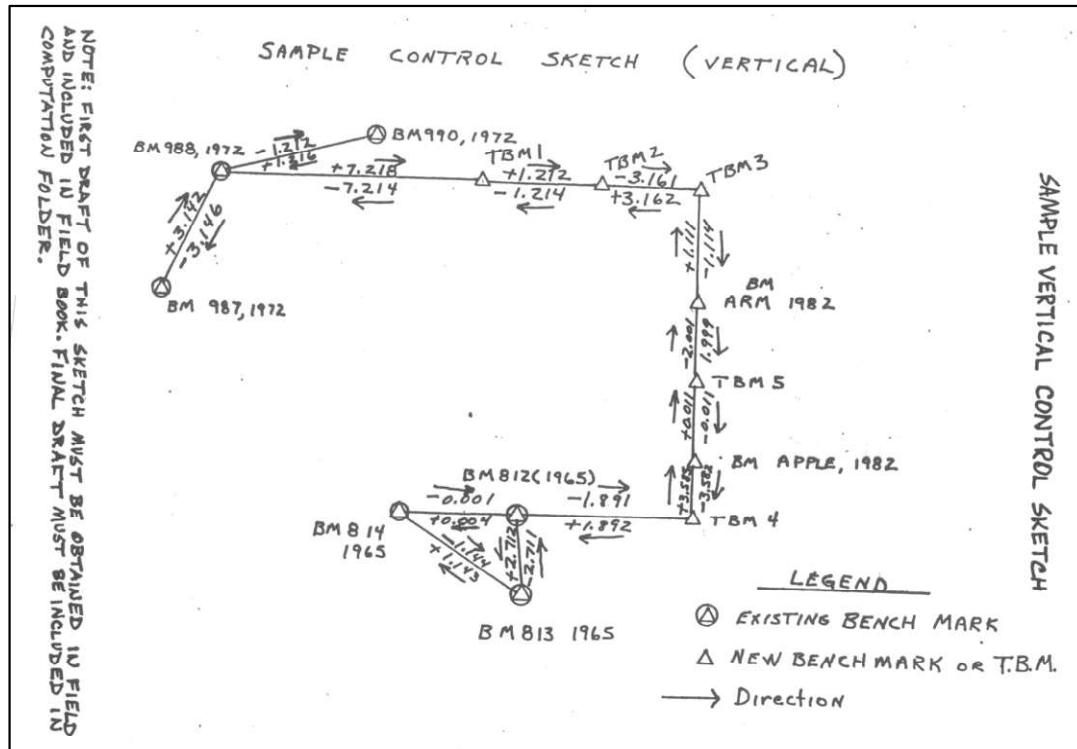 SAMPLE CONTROL SKETCH (VERTICAL)
NOTE: FIRST DRAFT OF THIS SKETCH MUST BE OBTAINED IN FIELD
AND INCLUDED IN FIELD BOOK. FINAL DRAFT MUST BE INCLUDED IN
COMPUTATION FOLDER.
BM 988, 1972
-1.212
+1.216
BM 990, 1972
+7.218
-7.214
TBM 1
+1.212
-1.214
TBM 2
-3.161
+3.162
TBM 3
+3.142
-3.146
BM 987, 1972
+1.111
-1.114
BM
ARM 1982
-2.001
1.999
TBM 5
+0.011
-0.011
BM APPLE, 1982
+3.585
-3.582
TBM 4
BM 812 (1965)
-0.001
+0.004
-1.891
+1.892
BM 814
1965
-1.144
+1.143
+2.712
-2.711
BM 813 1965
LEGEND
EXISTING BENCH MARK
NEW BENCH MARK or T.B.M.
Direction
SAMPLE VERTICAL CONTROL SKETCH